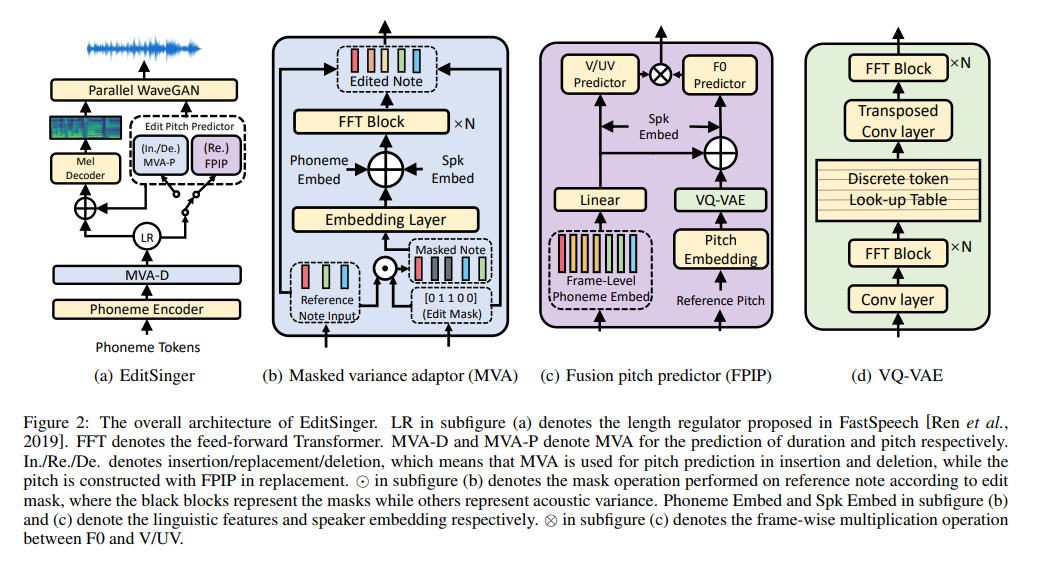 Parallel WaveGAN
Edit Pitch Predictor
(In./De.)
MVA-P
(Re.)
FPIP
Mel
Decoder
LR
MVA-D
Phoneme Encoder
Phoneme Tokens
(a) EditSinger
Edited Note
FFT Block
×N
Phoneme
Embed
Spk
Embed
Embedding Layer
Masked Note
Reference
Note Input
[0 1 1 0 0]
(Edit Mask)
(b) Masked variance adaptor (MVA)
V/UV
Predictor
F0
Predictor
Spk
Embed
Linear
VQ-VAE
Frame-Level
Phoneme Embed
Pitch
Embedding
Reference Pitch
(c) Fusion pitch predictor (FPIP)
FFT Block
×N
Transposed
Conv layer
Discrete token
Look-up Table
FFT Block
×N
Conv layer
(d) VQ-VAE
Figure 2: The overall architecture of EditSinger. LR in subfigure (a) denotes the length regulator proposed in FastSpeech [Ren et al.,
2019]. FFT denotes the feed-forward Transformer. MVA-D and MVA-P denote MVA for the prediction of duration and pitch respectively.
In./Re./De. denotes insertion/replacement/deletion, which means that MVA is used for pitch prediction in insertion and deletion, while the
pitch is constructed with FPIP in replacement. ⊙ in subfigure (b) denotes the mask operation performed on reference note according to edit
mask, where the black blocks represent the masks while others represent acoustic variance. Phoneme Embed and Spk Embed in subfigure (b)
and (c) denote the linguistic features and speaker embedding respectively. ⊗ in subfigure (c) denotes the frame-wise multiplication operation
between F0 and V/UV.